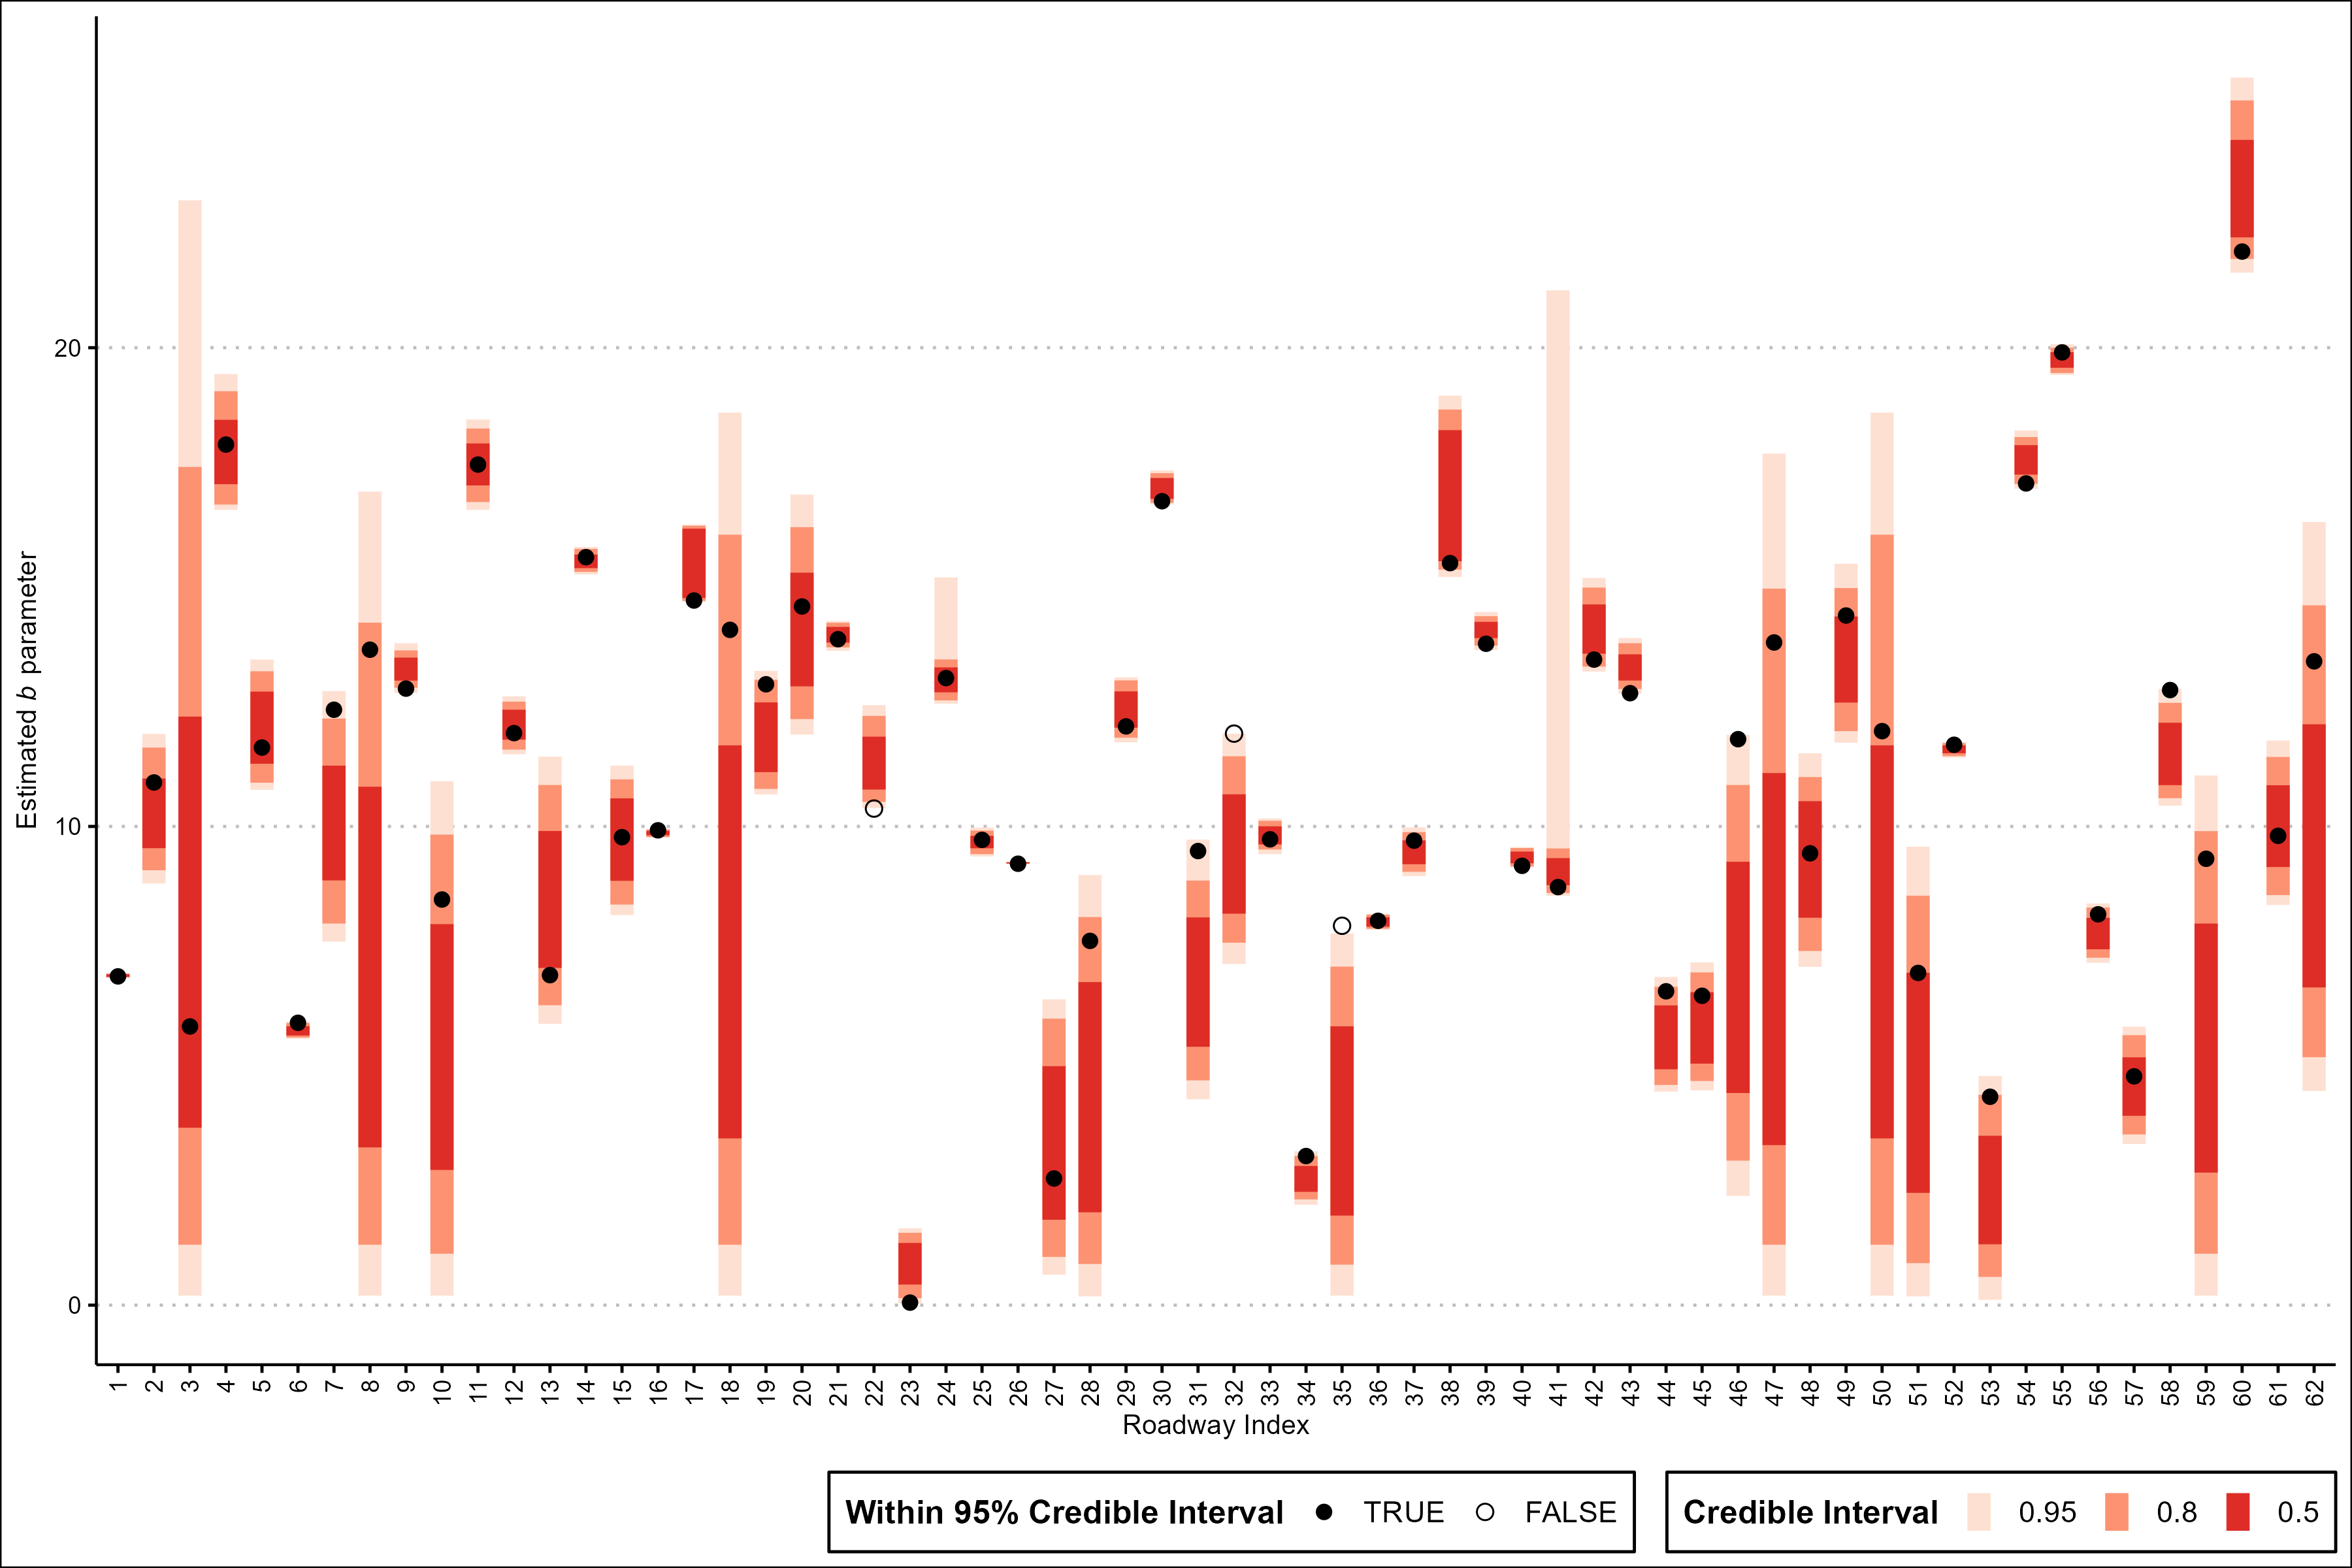 Estimated b parameter
20
10
0
1 2 3 4 5 6 7 8 9 10 11 12 13 14 15 16 17 18 19 20 21 22 23 24 25 26 27 28 29 30 31 32 33 34 35 36 37 38 39 40 41 42 43 44 45 46 47 48 49 50 51 52 53 54 55 56 57 58 59 60 61 62
Roadway Index
Within 95% Credible Interval TRUE FALSE
Credible Interval 0.95 0.8 0.5